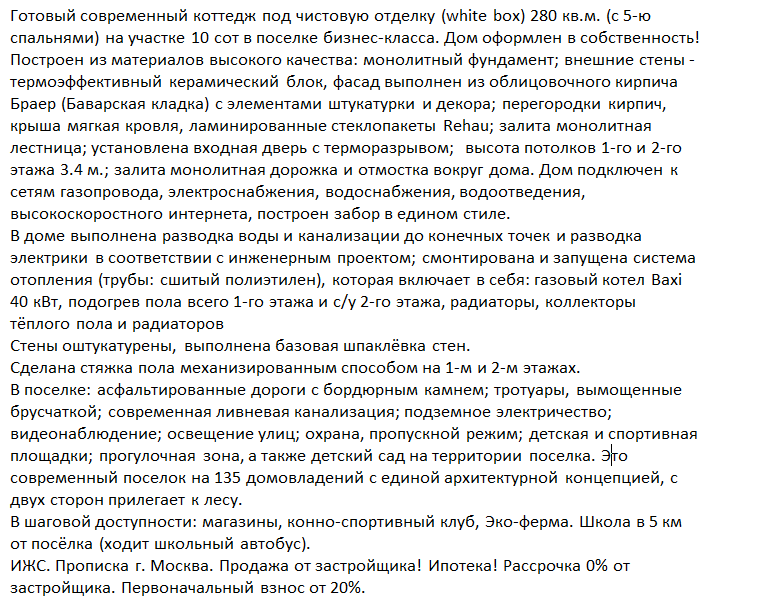 Готовый современный коттедж под чистовую отделку (white box) 280 кв.м. (с 5-ю
спальнями) на участке 10 сот в поселке бизнес-класса. Дом оформлен в собственность!
Построен из материалов высокого качества: монолитный фундамент; внешние стены -
термоэффективный керамический блок, фасад выполнен из облицовочного кирпича
Браер (Баварская кладка) с элементами штукатурки и декора; перегородки кирпич,
крыша мягкая кровля, ламинированные стеклопакеты Rehau; залита монолитная
лестница; установлена входная дверь с терморазрывом;  высота потолков 1-го и 2-го
этажа 3.4 м.; залита монолитная дорожка и отмостка вокруг дома. Дом подключен к
сетям газопровода, электроснабжения, водоснабжения, водоотведения,
высокоскоростного интернета, построен забор в едином стиле.
В доме выполнена разводка воды и канализации до конечных точек и разводка
электрики в соответствии с инженерным проектом; смонтирована и запущена система
отопления (трубы: сшитый полиэтилен), которая включает в себя: газовый котел Baxi
40 кВт, подогрев пола всего 1-го этажа и с/у 2-го этажа, радиаторы, коллекторы
тёплого пола и радиаторов
Стены оштукатурены, выполнена базовая шпаклёвка стен.
Сделана стяжка пола механизированным способом на 1-м и 2-м этажах.
В поселке: асфальтированные дороги с бордюрным камнем; тротуары, вымощенные
брусчаткой; современная ливневая канализация; подземное электричество;
видеонаблюдение; освещение улиц; охрана, пропускной режим; детская и спортивная
площадки; прогулочная зона, а также детский сад на территории поселка. Это
современный поселок на 135 домовладений с единой архитектурной концепцией, с
двух сторон прилегает к лесу.
В шаговой доступности: магазины, конно-спортивный клуб, Эко-ферма. Школа в 5 км
от посёлка (ходит школьный автобус).
ИЖС. Прописка г. Москва. Продажа от застройщика! Ипотека! Рассрочка 0% от
застройщика. Первоначальный взнос от 20%.